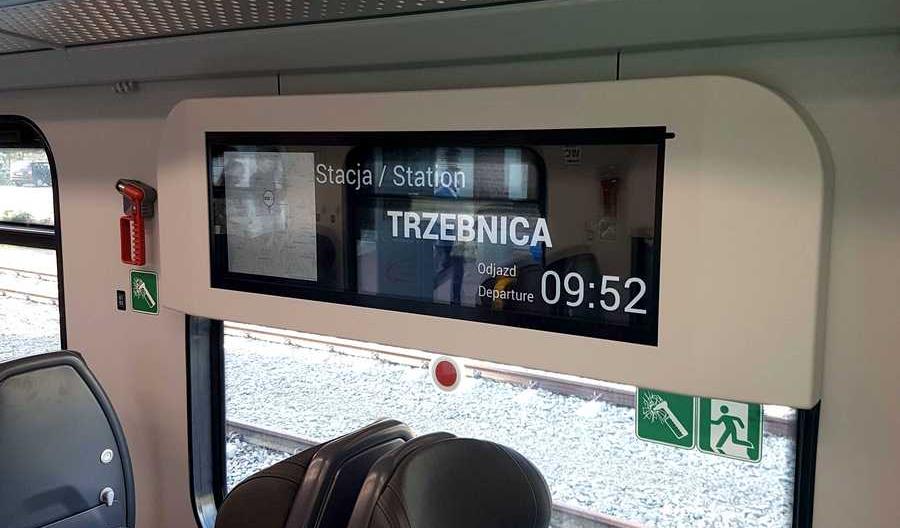 Stacja / Station
TRZEBNICA
Odjazd
Departure 09:52